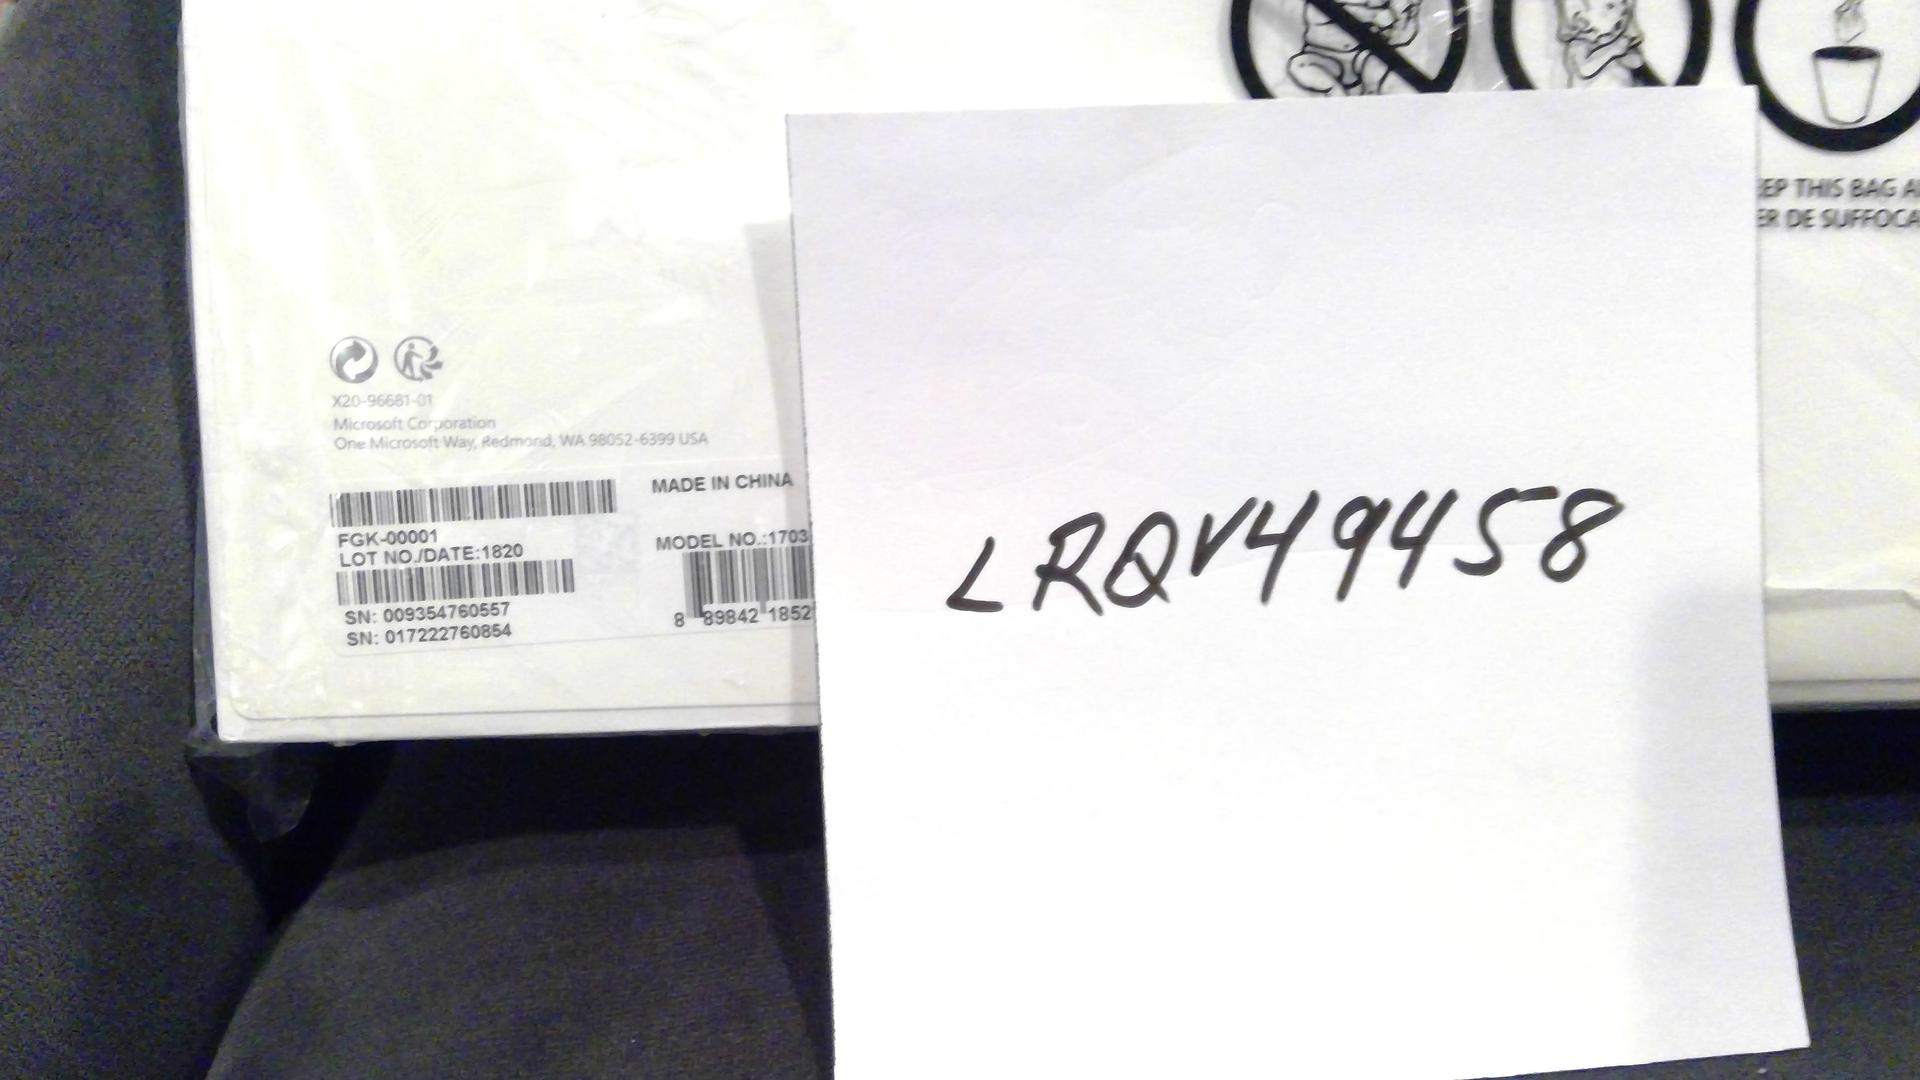 EP THIS BAG A
ER DE SUFFOCA
X20-96681-01
Microsoft Corporation
One Microsoft Way, Redmond, WA 98052-6399 USA
MADE IN CHINA
FGK-00001
LOT NO./DATE:1820
MODEL NO.:1703
SN: 009354760557
SN: 017222760854
8 89842 1852
LRQV49458